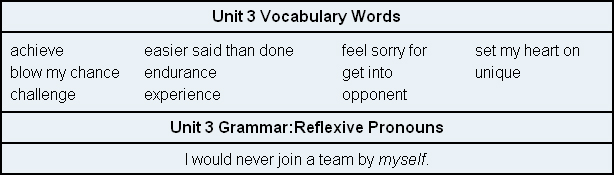 Unit 3 Vocabulary Words
achieve easier said than done feel sorry for set my heart on
blow my chance endurance get into unique
challenge experience opponent
Unit 3 Grammar:Reflexive Pronouns
I would never join a team by myself.